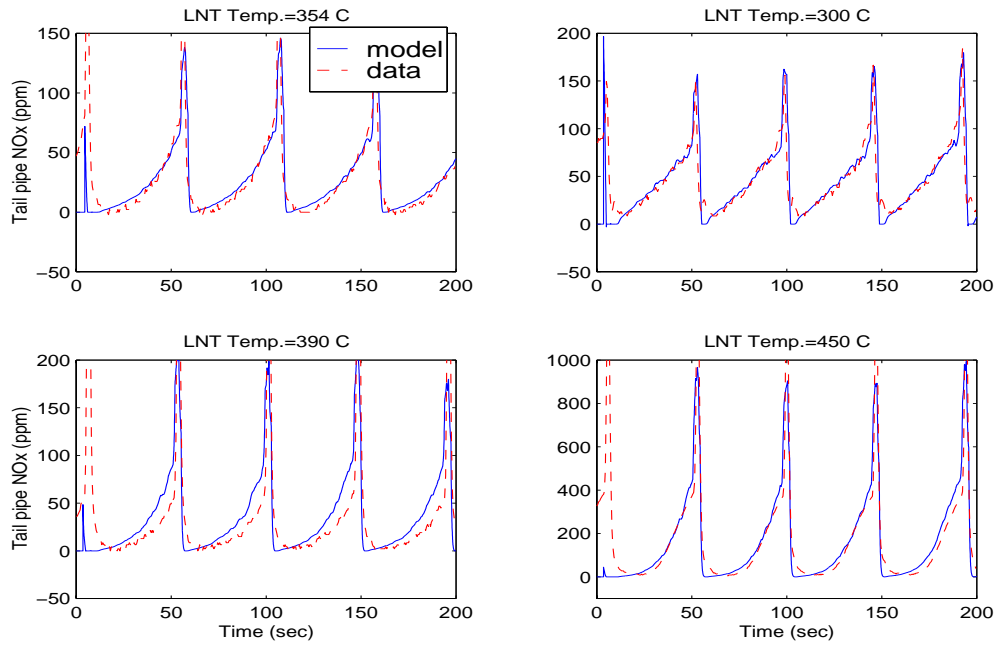 LNT Temp.=354 C
Tail pipe NOx (ppm)
150
100
50
0
−50
0 50 100 150 200
model
data
LNT Temp.=300 C
200
150
100
50
0
−50
0 50 100 150 200
LNT Temp.=390 C
Tail pipe NOx (ppm)
200
150
100
50
0
−50
0 50 100 150 200
Time (sec)
LNT Temp.=450 C
1000
800
600
400
200
0
0 50 100 150 200
Time (sec)